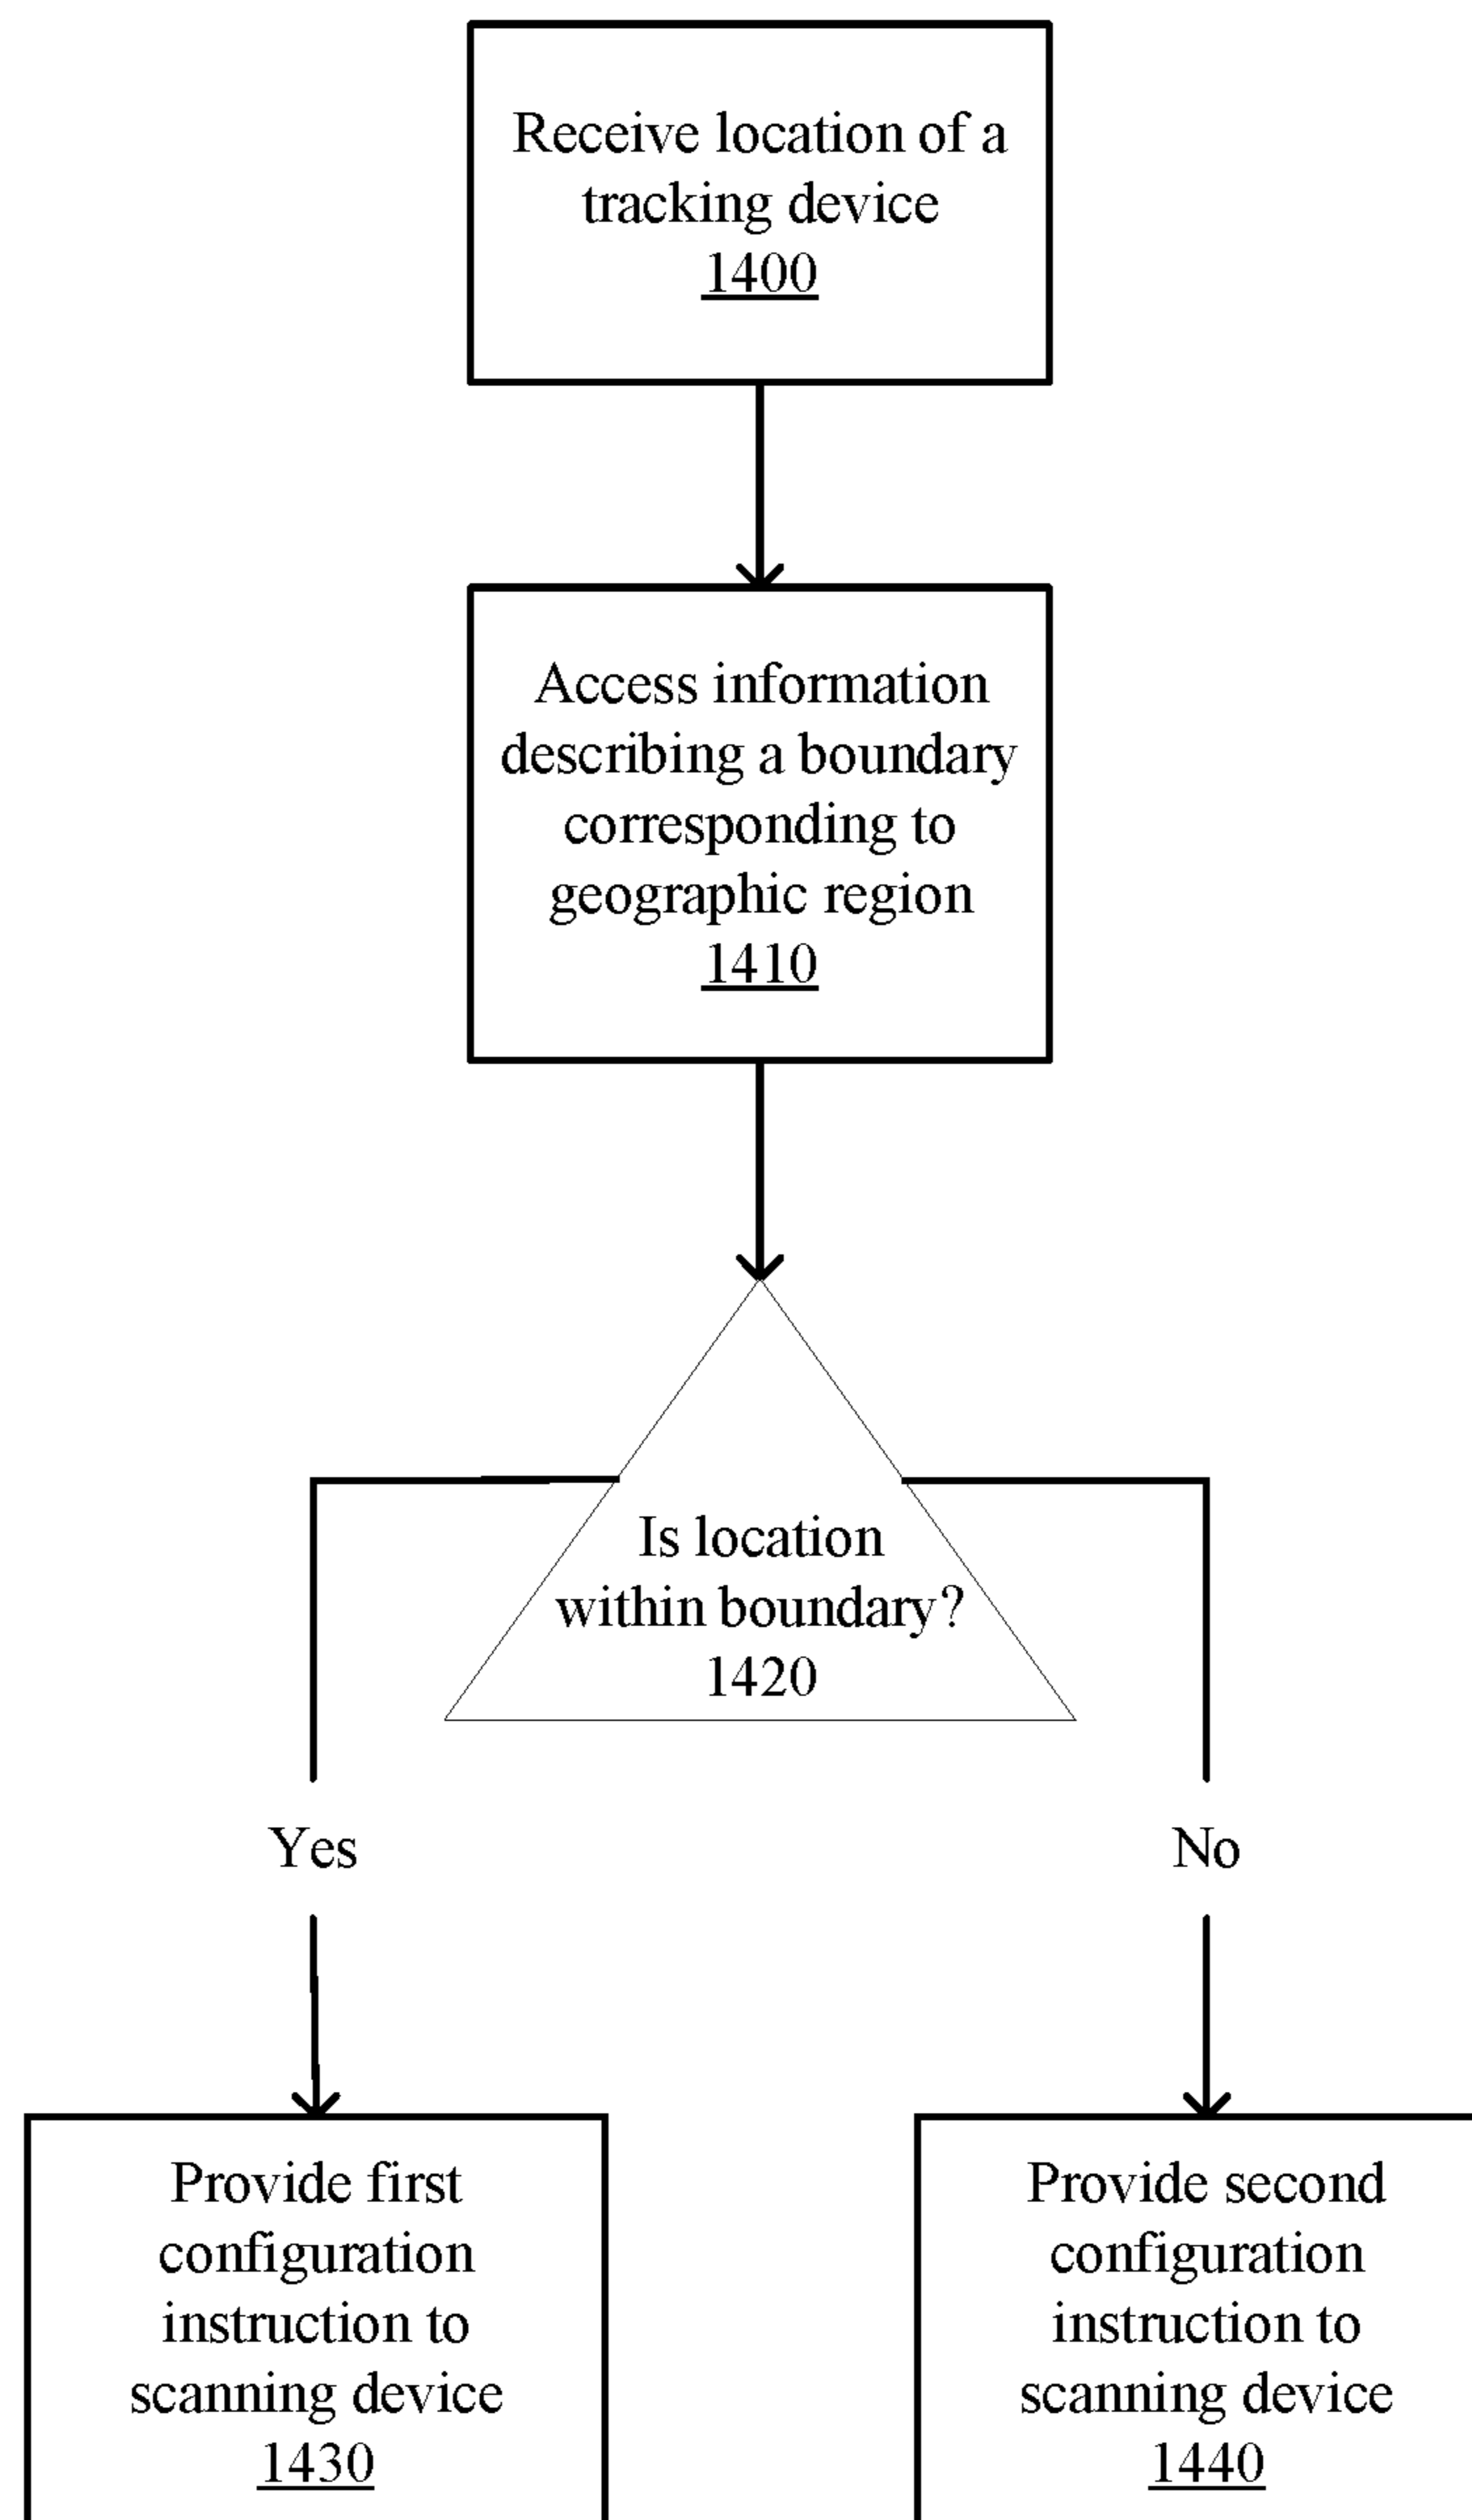 Receive location of a
tracking device
1400
Access information
describing a boundary
corresponding to
geographic region
1410
Is location
within boundary?
1420
Yes
No
Provide first
configuration
instruction to
scanning device
1430
Provide second
configuration
instruction to
scanning device
1440